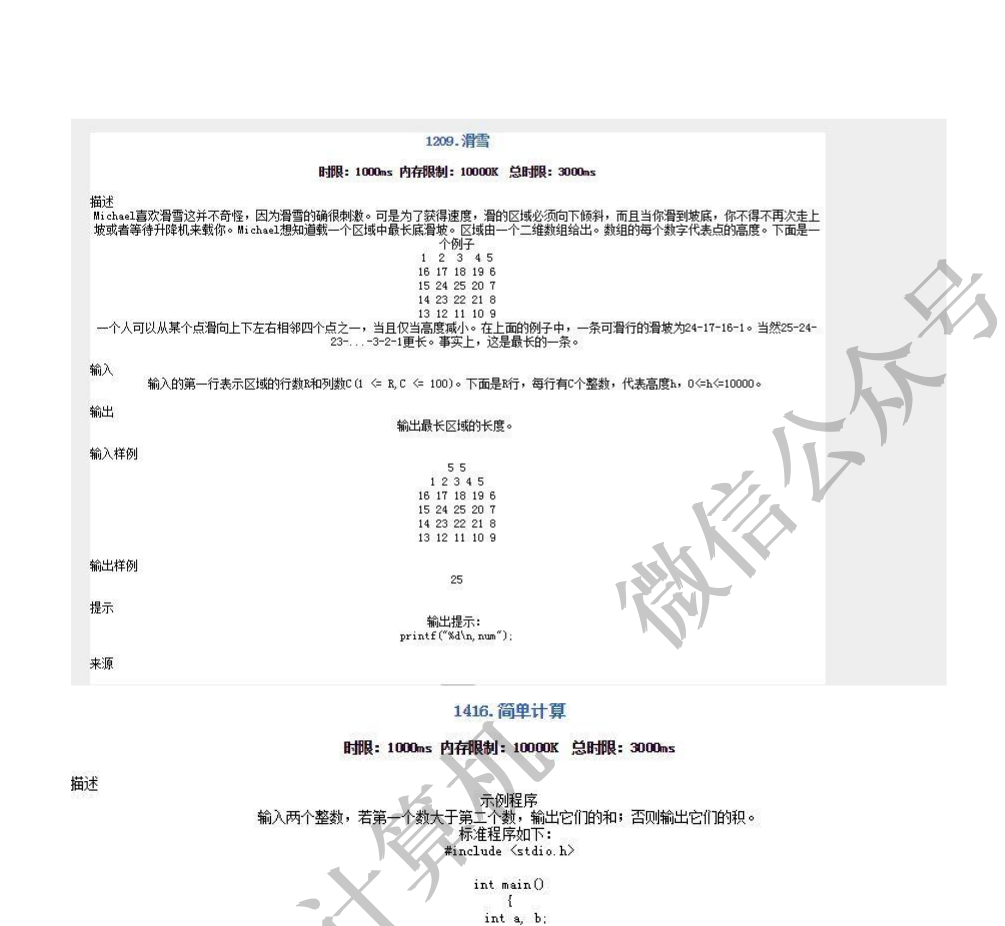 1209.滑雪
时限：1000ms 内存限制：10000K 总时限：3000ms
描述
Michael喜欢滑雪这并不奇怪，因为滑雪的确很刺激。可是为了获得速度，滑的区域必须向下倾斜，而且当你滑到坡底，你不得不再次走上
坡或者等待升降机来载你。Michael想知道载一个区域中最长底滑坡。区域由一个二维数组给出。数组的每个数字代表点的高度。下面是一
个例子
1 2 3 4 5
16 17 18 19 6
15 24 25 20 7
14 23 22 21 8
13 12 11 10 9
一个人可以从某个点滑向上下左右相邻四个点之一，当且仅当高度减小。在上面的例子中，一条可滑行的滑坡为24-17-16-1。当然25-24-
23-...-3-2-1更长。事实上，这是最长的一条。
输入
输入的第一行表示区域的行数R和列数C(1 <= R,C <= 100)。下面是R行，每行有C个整数，代表高度h，0<=h<=10000。
输出
输出最长区域的长度。
输入样例
5 5
1 2 3 4 5
16 17 18 19 6
15 24 25 20 7
14 23 22 21 8
13 12 11 10 9
输出样例
25
提示
输出提示：
printf("%d\n,num");
来源
1416.简单计算
时限：1000ms 内存限制：10000K 总时限：3000ms
描述
示例程序
输入两个整数，若第一个数大于第二个数，输出它们的和；否则输出它们的积。
标准程序如下：
#include <stdio.h>
int main()
{
int a, b;
微信公众号
计算机